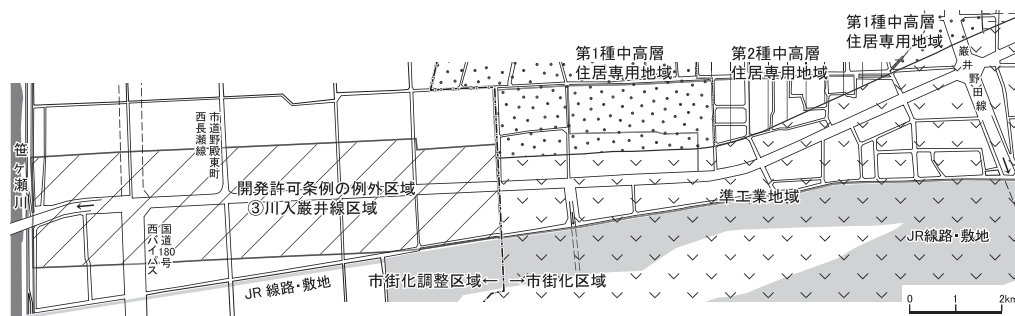 第1種中高層
住居専用地域
第2種中高層
住居専用地域
第1種中高層
住居専用地域
巌井野田線
市道野殿東町
西長瀬線
笹ヶ瀬川
開発許可条例の例外区域
③川入巌井線区域
準工業地域
国道180号
西バイパス
JR線路・敷地
市街化調整区域←→市街化区域
JR 線路・敷地
0 1 2km